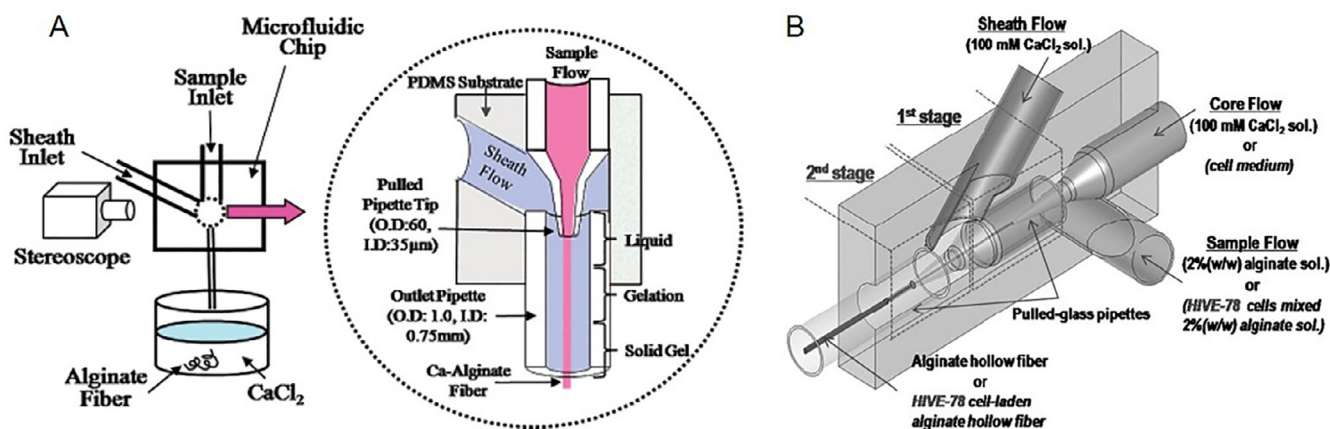 A
Microfluidic
Chip
Sample
Inlet
Sheath
Inlet
Stereoscope
Alginate
Fiber
CaCl2
Sample
Flow
PDMS Substrate
Sheath
Flow
Pulled
Pipette Tip
(O.D:60,
I.D:35µm)
Liquid
Outlet Pipette
(O.D: 1.0, I.D:
0.75mm)
Gelation
Solid Gel
Ca-Alginate
Fiber
B
Sheath Flow
(100 mM CaCl2 sol.)
1st stage
2nd stage
Core Flow
(100 mM CaCl2 sol.)
or
(cell medium)
Sample Flow
(2%(w/w) alginate sol.)
or
(HIVE-78 cells mixed
2%(w/w) alginate sol.)
Pulled-glass pipettes
Alginate hollow fiber
or
HIVE-78 cell-laden
alginate hollow fiber